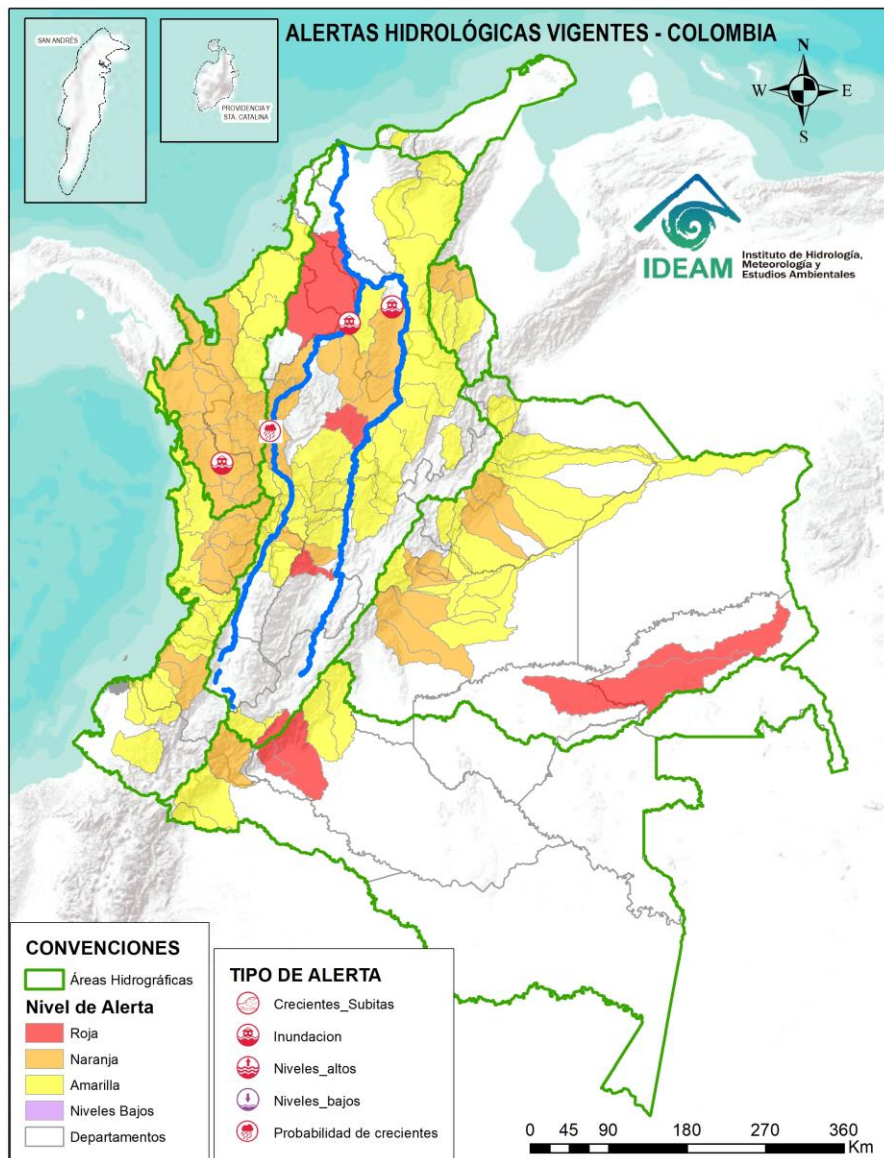 ALERTAS HIDROLÓGICAS VIGENTES - COLOMBIA
SAN ANDRÉS
PROVIDENCIA Y
STA. CATALINA
N
W
E
S
IDEAM
Instituto de Hidrología,
Meteorología y
Estudios Ambientales
CONVENCIONES
Áreas Hidrográficas
Nivel de Alerta
Roja
Naranja
Amarilla
Niveles Bajos
Departamentos
TIPO DE ALERTA
Crecientes_Subitas
Inundacion
Niveles_altos
Niveles_bajos
Probabilidad de crecientes
0 45 90 180 270 360
Km